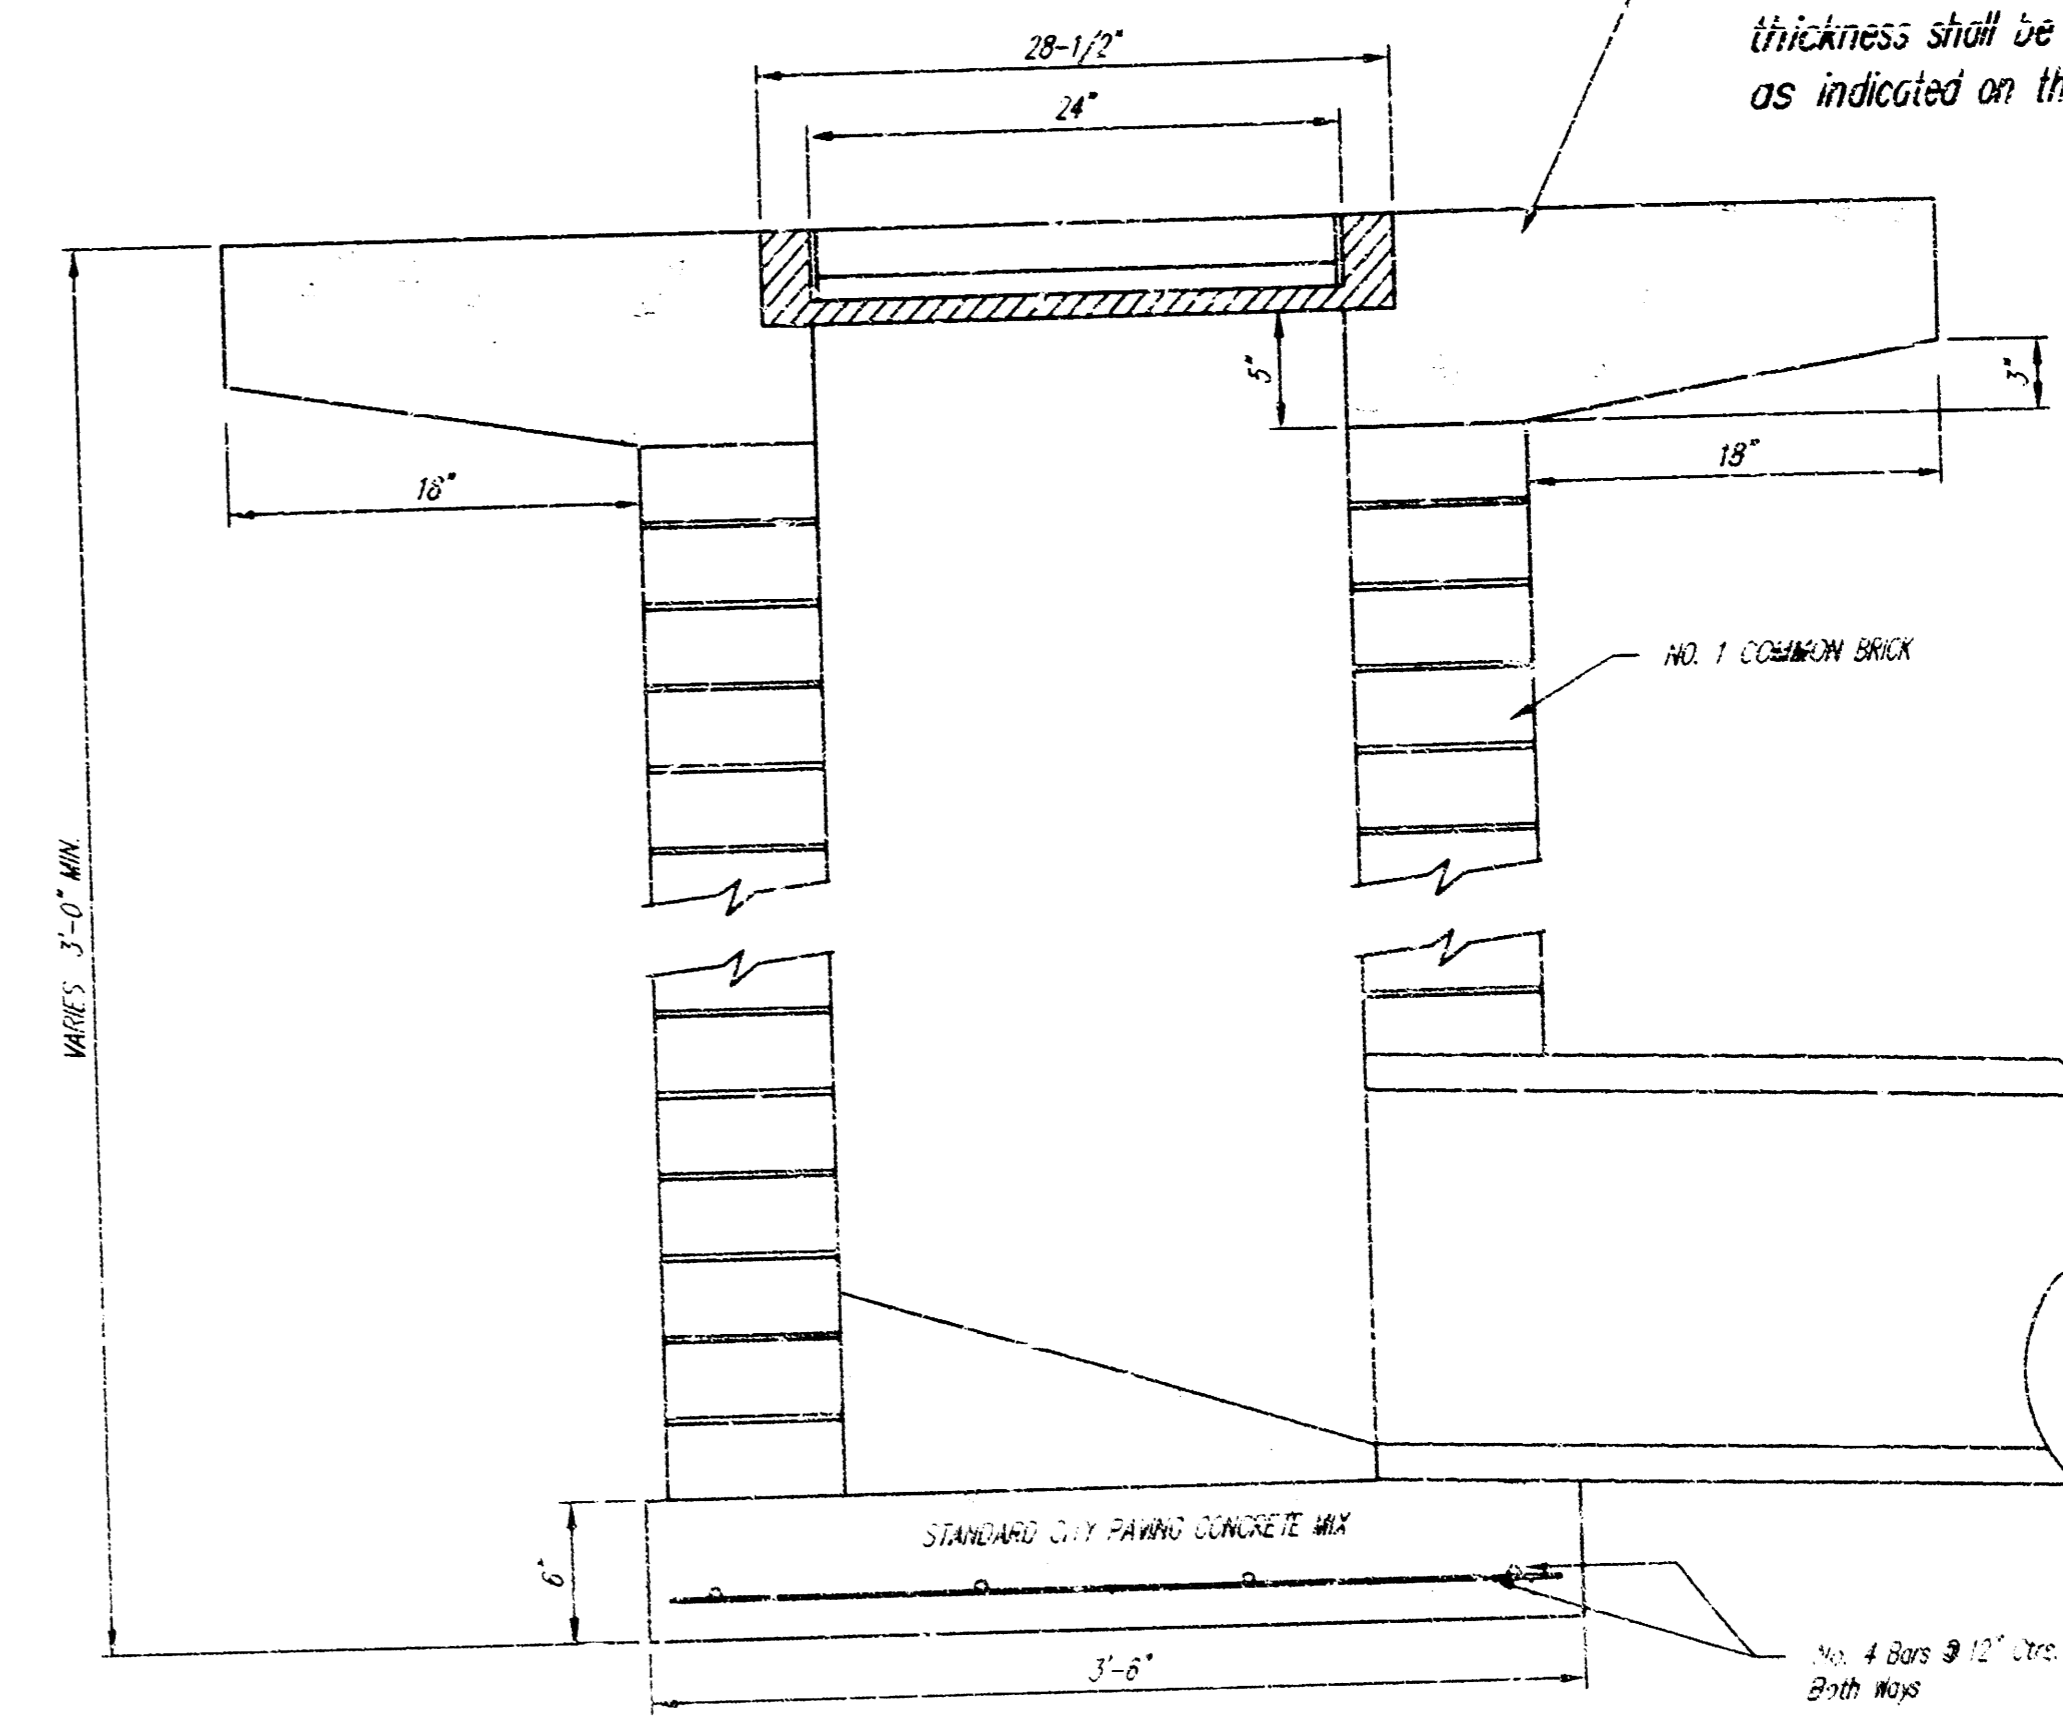 thickness shall be
as indicated on th
28-1/2"
24"
5"
3"
18"
18"
NO. 1 COMMON BRICK
VARIES 3'-0" MIN.
STANDARD CITY PAVING CONCRETE MIX
6"
3'-6"
No. 4 Bars @ 12" Ctrs.
Both Ways